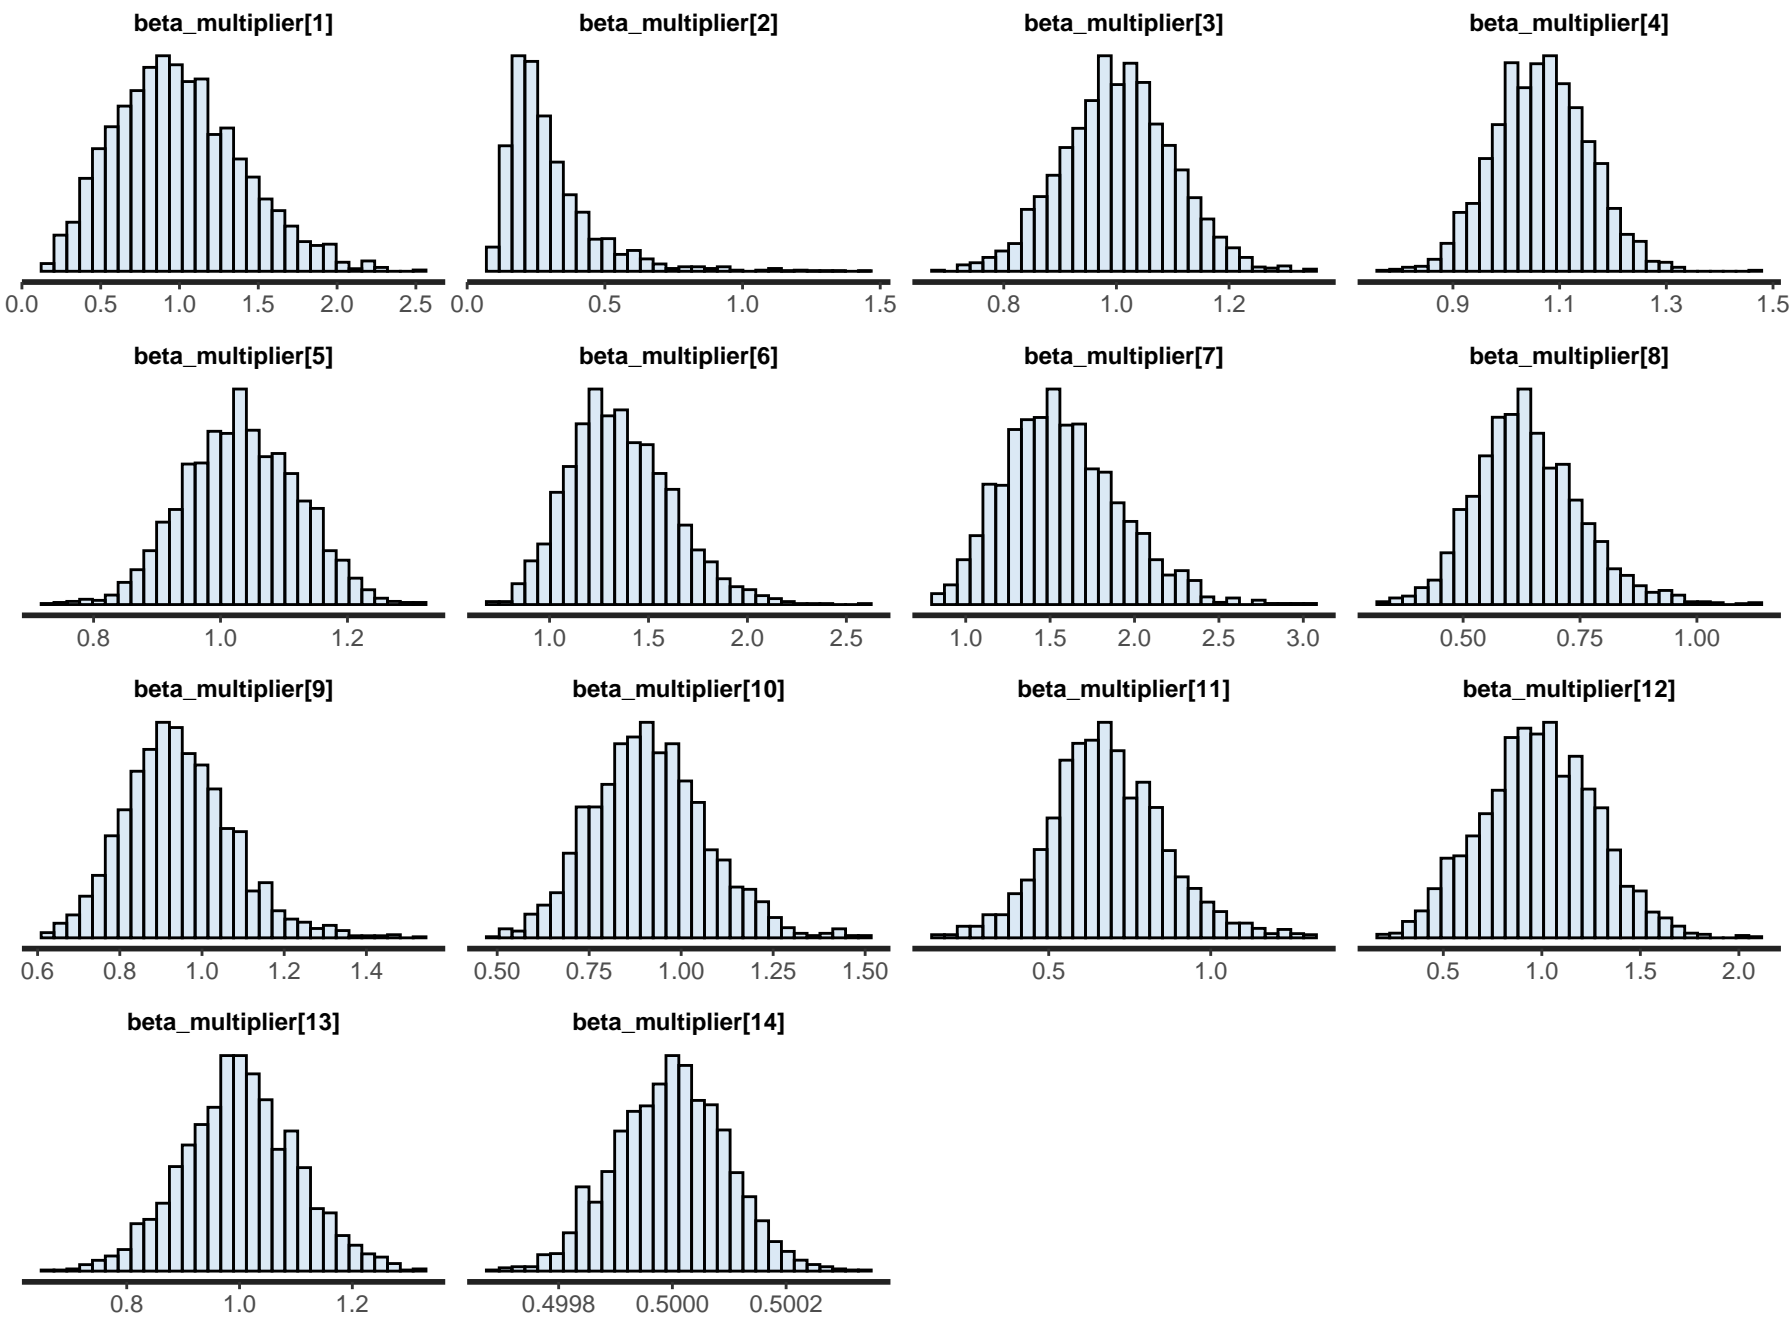 beta_multiplier[1] beta_multiplier[2] beta_multiplier[3] beta_multiplier[4]
0.0 0.5 1.0 1.5 2.0 2.5 0.0 0.5 1.0 1.5 0.8 1.0 1.2 0.9 1.1 1.3 1.5
beta_multiplier[5] beta_multiplier[6] beta_multiplier[7] beta_multiplier[8]
0.8 1.0 1.2 1.0 1.5 2.0 2.5 1.0 1.5 2.0 2.5 3.0 0.50 0.75 1.00
beta_multiplier[9] beta_multiplier[10] beta_multiplier[11] beta_multiplier[12]
0.6 0.8 1.0 1.2 1.4 0.50 0.75 1.00 1.25 1.50 0.5 1.0 0.5 1.0 1.5 2.0
beta_multiplier[13] beta_multiplier[14]
0.8 1.0 1.2 0.4998 0.5000 0.5002